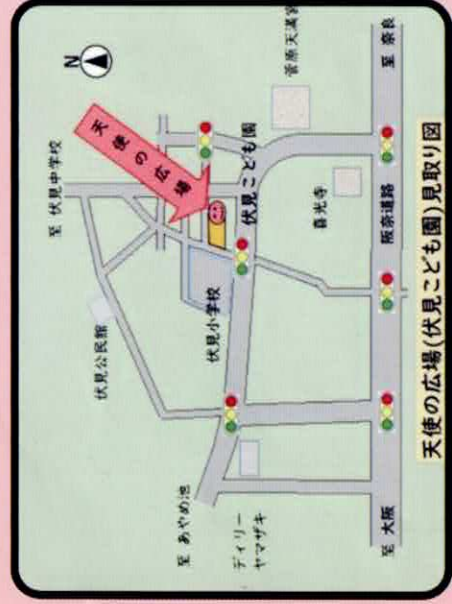 N
至 伏見中学校
天使の広場
菅原天満宮
伏見こども園
伏見公民館
伏見小学校
喜光寺
至 奈良
阪奈道路
至 あやめ池
デイリー
ヤマザキ
至 大阪
天使の広場(伏見こども園)見取り図